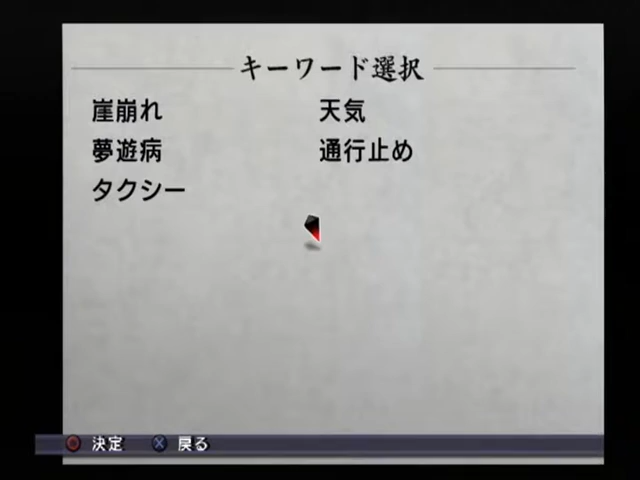 キーワード選択
崖崩れ 天気
夢遊病 通行止め
タクシー
決定 戻る